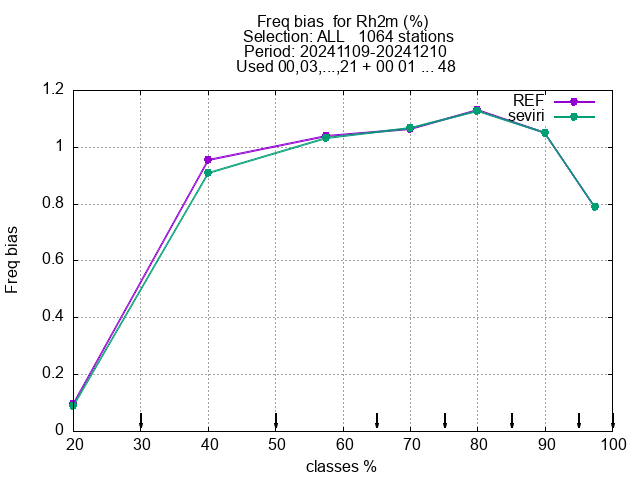 Freq bias  for Rh2m (%)
Selection: ALL   1064 stations
Period: 20241109-20241210
Used 00,03,...,21 + 00 01 ... 48
REF
seviri
1.2
1
0.8
0.6
0.4
0.2
0
Freq bias
20 30 40 50 60 70 80 90 100
classes %